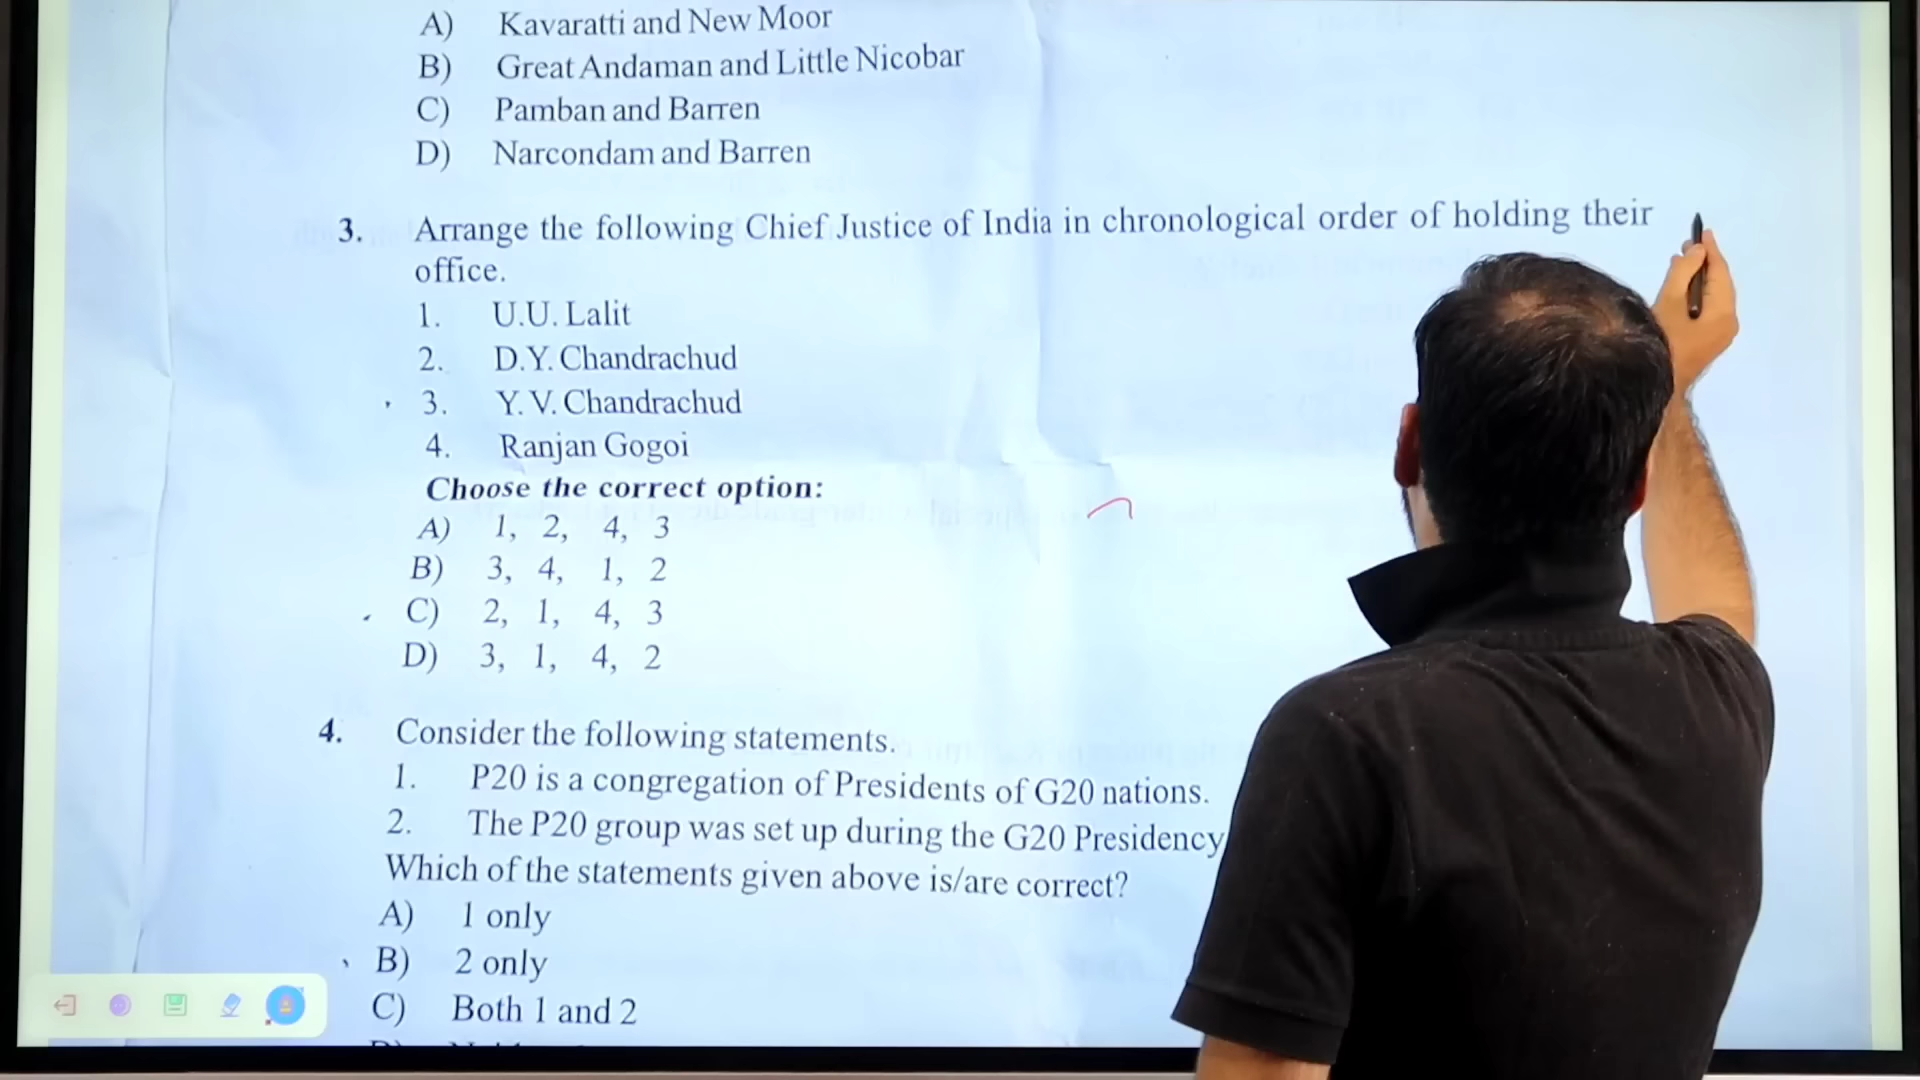 A) Kavaratti and New Moor
B) Great Andaman and Little Nicobar
C) Pamban and Barren
D) Narcondam and Barren
3. Arrange the following Chief Justice of India in chronological order of holding their
office.
1. U.U. Lalit
2. D.Y. Chandrachud
3. Y. V. Chandrachud
4. Ranjan Gogoi
Choose the correct option:
A) 1, 2, 4, 3
B) 3, 4, 1, 2
C) 2, 1, 4, 3
D) 3, 1, 4, 2
4. Consider the following statements.
1. P20 is a congregation of Presidents of G20 nations.
2. The P20 group was set up during the G20 Presidency
Which of the statements given above is/are correct?
A) 1 only
B) 2 only
C) Both 1 and 2